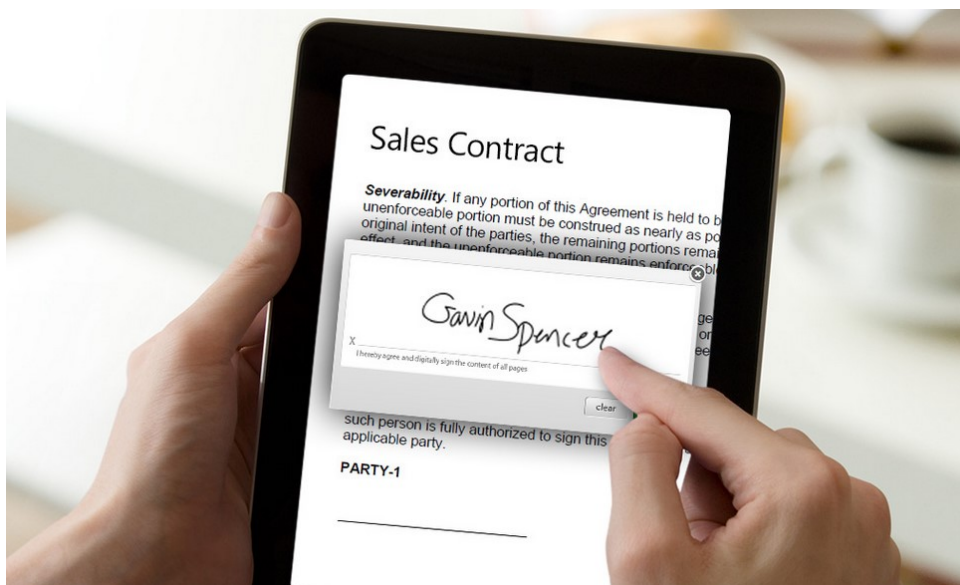 Sales Contract
Severability. If any portion of this Agreement is held to b
unenforceable portion must be construed as nearly as po
original intent of the parties, the remaining portions remai
effect, and the unenforceable portion remains enforceabl
Gavin Spencer
X
I hereby agree and digitally sign the content of all pages
clear
such person is fully authorized to sign this
applicable party.
PARTY-1